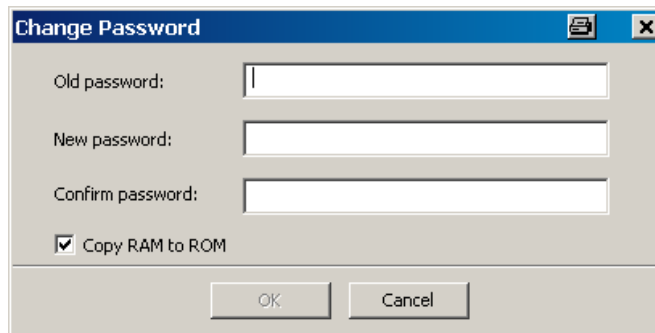 Change Password
Old password:
New password:
Confirm password:
Copy RAM to ROM
OK Cancel